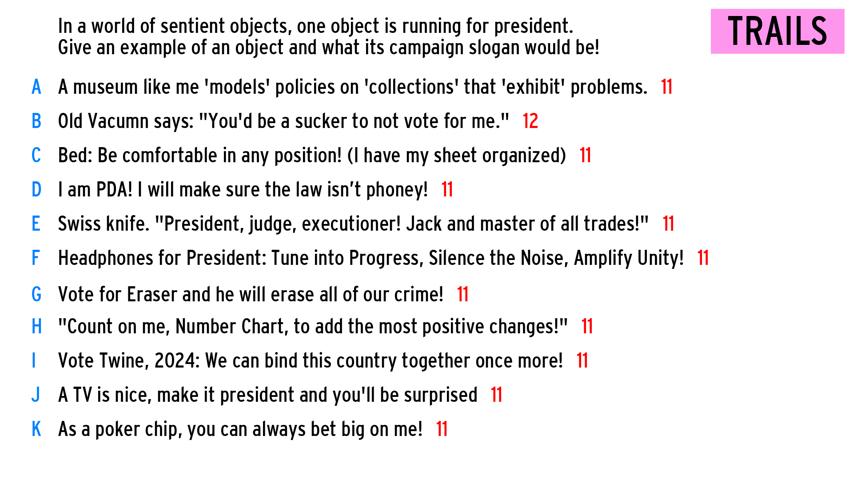 In a world of sentient objects, one object is running for president.
Give an example of an object and what its campaign slogan would be!
TRAILS
A A museum like me 'models' policies on 'collections' that 'exhibit' problems. 11
B Old Vacumn says: "You'd be a sucker to not vote for me." 12
C Bed: Be comfortable in any position! (I have my sheet organized) 11
D I am PDA! I will make sure the law isn’t phoney! 11
E Swiss knife. "President, judge, executioner! Jack and master of all trades!" 11
F Headphones for President: Tune into Progress, Silence the Noise, Amplify Unity! 11
G Vote for Eraser and he will erase all of our crime! 11
H "Count on me, Number Chart, to add the most positive changes!" 11
I Vote Twine, 2024: We can bind this country together once more! 11
J A TV is nice, make it president and you'll be surprised 11
K As a poker chip, you can always bet big on me! 11